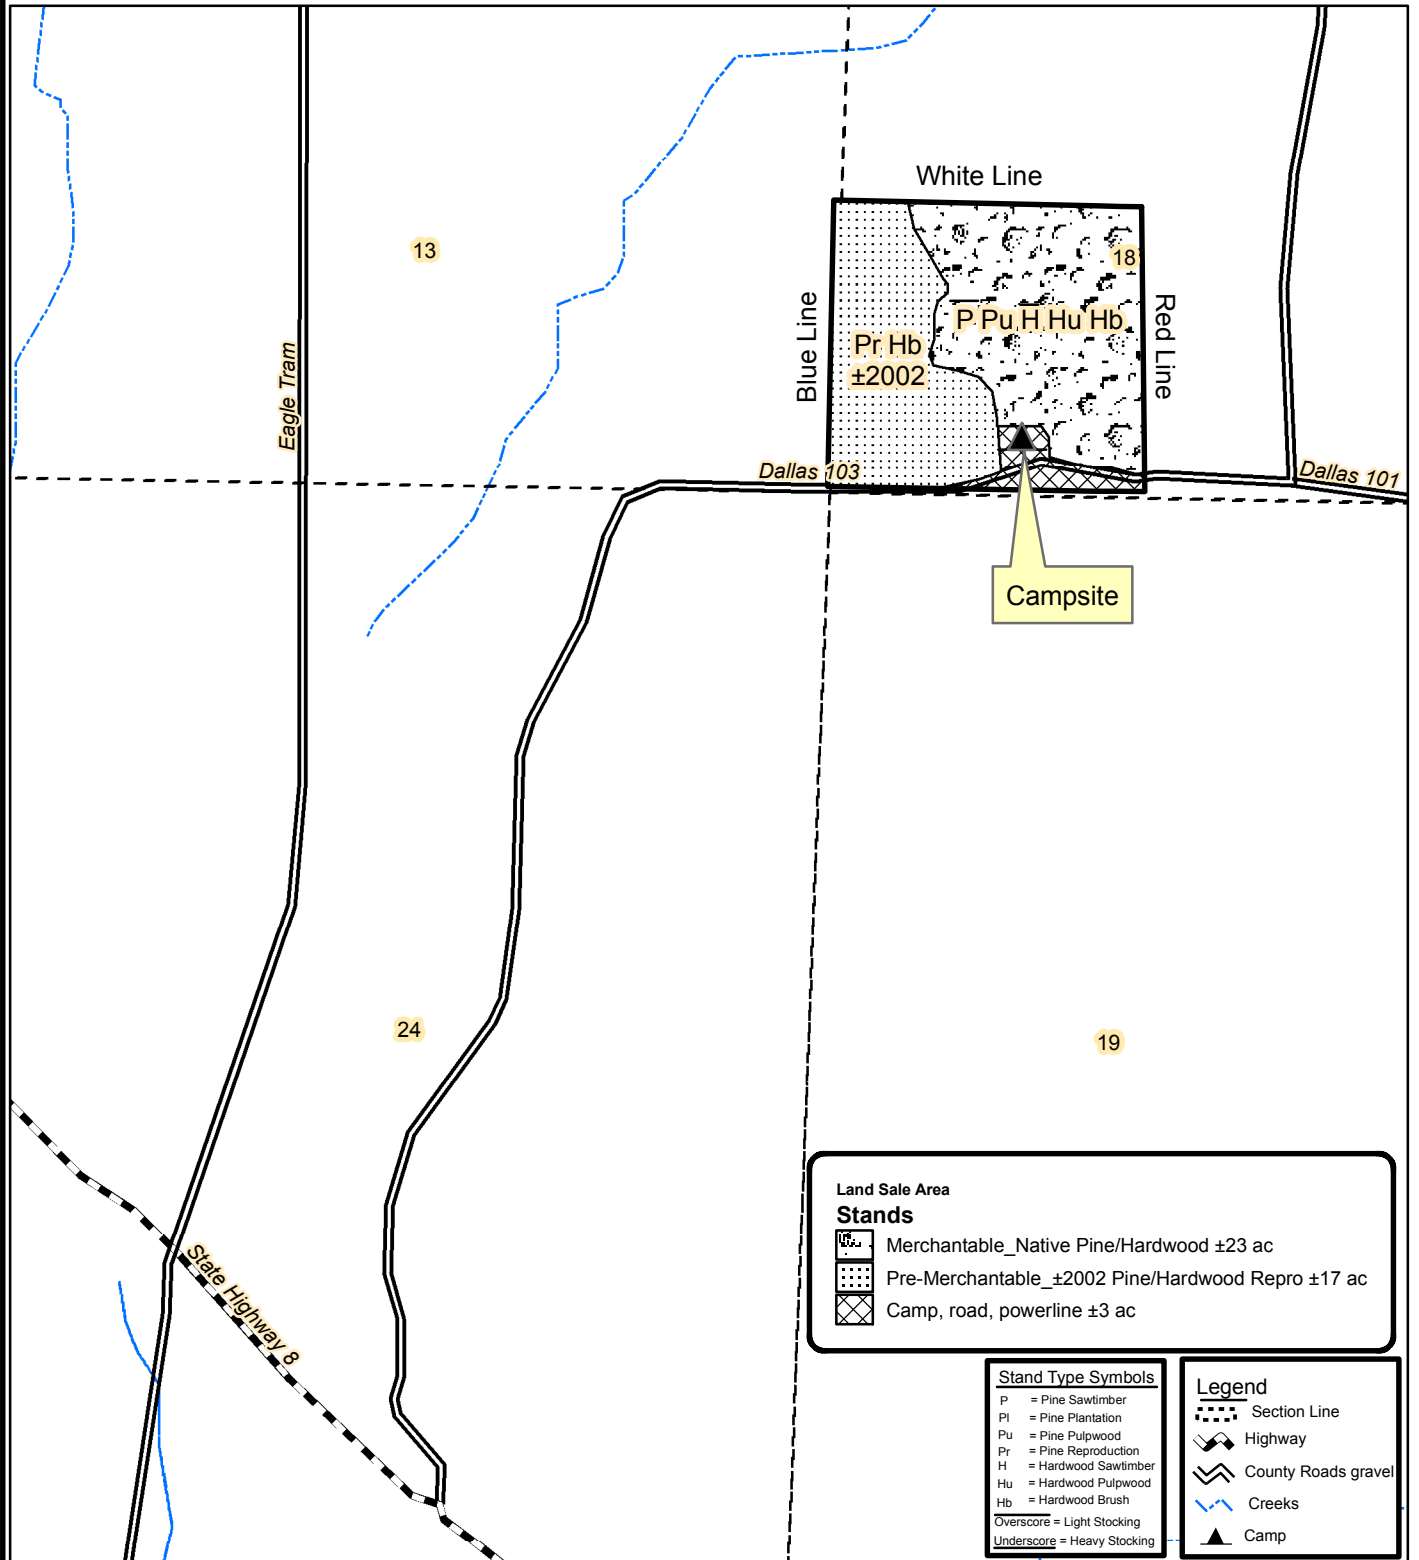 White Line
13
18
Blue Line
Red Line
P Pu H Hu Hb
Pr Hb
±2002
Eagle Tram
Dallas 103
Dallas 101
Campsite
24
19
State Highway 8
Land Sale Area
Stands
Merchantable_Native Pine/Hardwood ±23 ac
Pre-Merchantable_±2002 Pine/Hardwood Repro ±17 ac
Camp, road, powerline ±3 ac
Stand Type Symbols
P = Pine Sawtimber
Pl = Pine Plantation
Pu = Pine Pulpwood
Pr = Pine Reproduction
H = Hardwood Sawtimber
Hu = Hardwood Pulpwood
Hb = Hardwood Brush
Overscore = Light Stocking
Underscore = Heavy Stocking
Legend
Section Line
Highway
County Roads gravel
Creeks
Camp